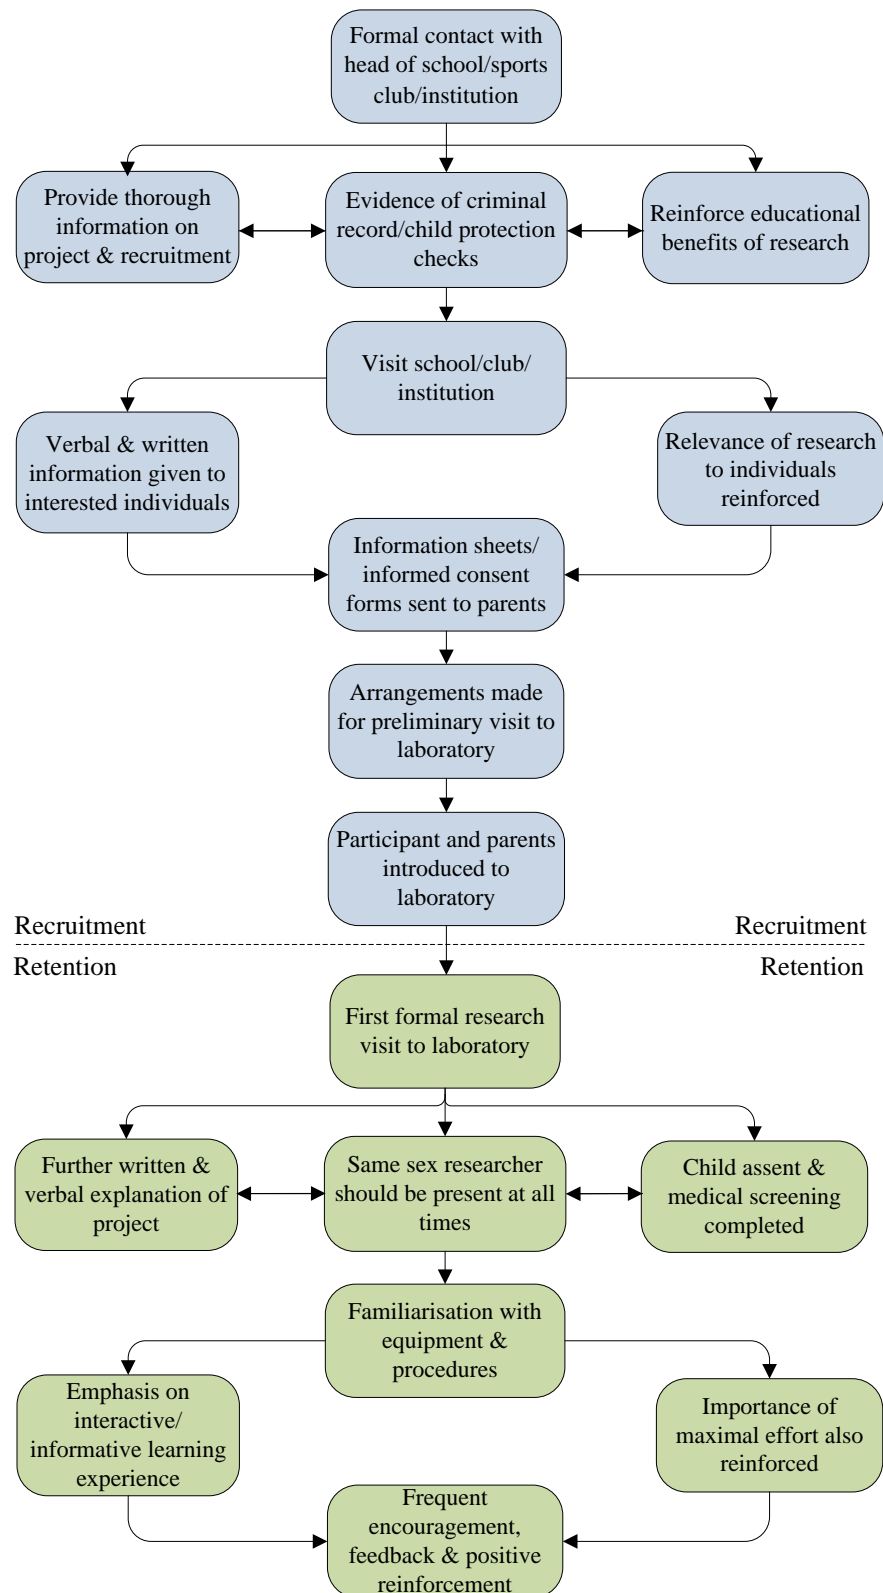 Formal contact with
head of school/sports
club/institution
Provide thorough
information on
project & recruitment
Evidence of criminal
record/child protection
checks
Reinforce educational
benefits of research
Visit school/club/
institution
Verbal & written
information given to
interested individuals
Relevance of research
to individuals
reinforced
Information sheets/
informed consent
forms sent to parents
Arrangements made
for preliminary visit to
laboratory
Participant and parents
introduced to
laboratory
Recruitment
Recruitment
Retention
Retention
First formal research
visit to laboratory
Further written &
verbal explanation of
project
Same sex researcher
should be present at all
times
Child assent &
medical screening
completed
Familiarisation with
equipment &
procedures
Emphasis on
interactive/
informative learning
experience
Importance of
maximal effort also
reinforced
Frequent
encouragement,
feedback & positive
reinforcement